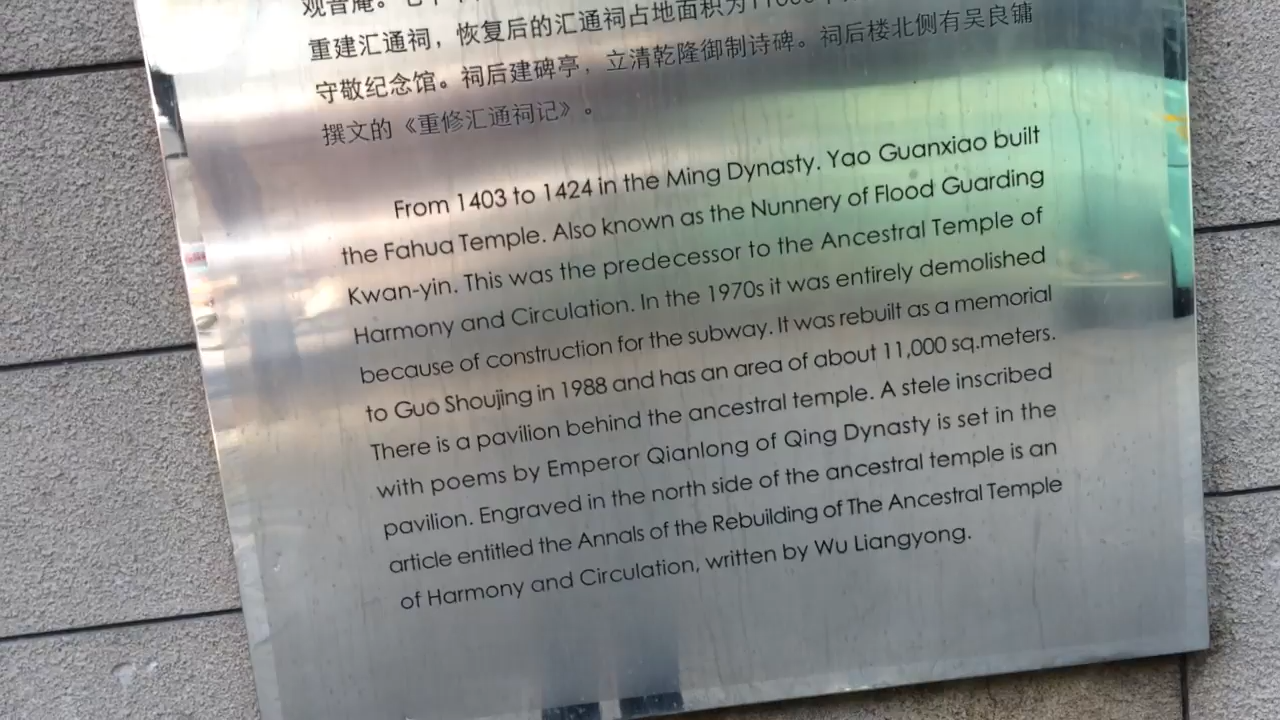 观音庵。
重建汇通祠，恢复后的汇通祠占地面积为11000
守敬纪念馆。祠后建碑亭，立清乾隆御制诗碑。祠后楼北侧有吴良镛
撰文的《重修汇通祠记》。
From 1403 to 1424 in the Ming Dynasty. Yao Guanxiao built
the Fahua Temple. Also known as the Nunnery of Flood Guarding
Kwan-yin. This was the predecessor to the Ancestral Temple of
Harmony and Circulation. In the 1970s it was entirely demolished
because of construction for the subway. It was rebuilt as a memorial
to Guo Shoujing in 1988 and has an area of about 11,000 sq.meters.
There is a pavilion behind the ancestral temple. A stele inscribed
with poems by Emperor Qianlong of Qing Dynasty is set in the
pavilion. Engraved in the north side of the ancestral temple is an
article entitled the Annals of the Rebuilding of The Ancestral Temple
of Harmony and Circulation, written by Wu Liangyong.